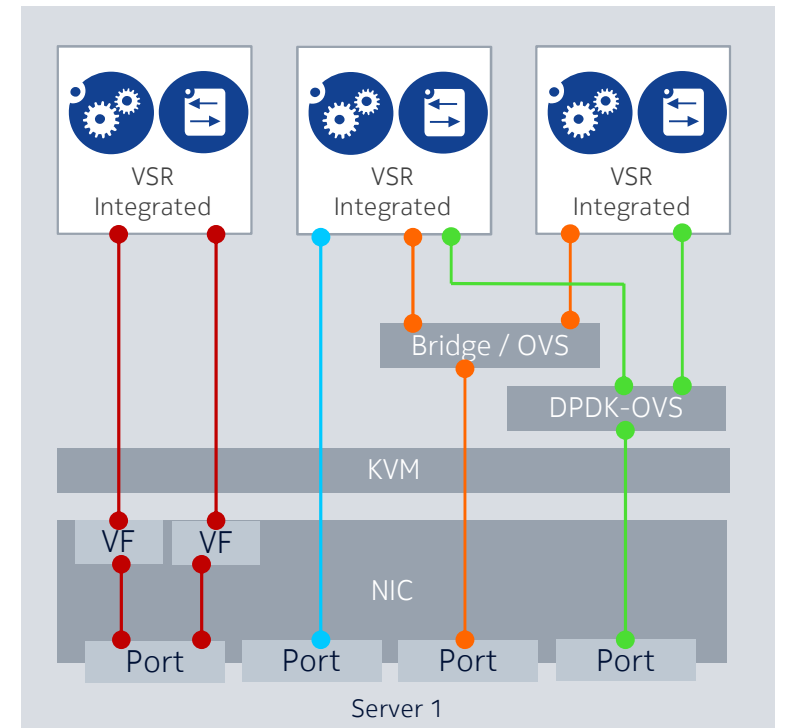 VSR
Integrated
VSR
Integrated
VSR
Integrated
Bridge / OVS
DPDK-OVS
KVM
VF
VF
NIC
Port
Port
Port
Port
Server 1